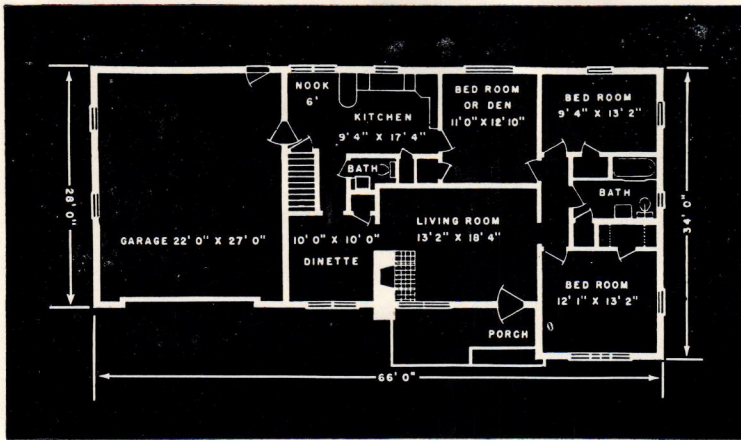 NOOK
6'
KITCHEN
9' 4" X 17' 4"
BED ROOM
OR DEN
11' 0" X 12' 10"
BED ROOM
9' 4" X 13' 2"
BATH
BATH
28' 0"
34' 0"
GARAGE 22' 0" X 27' 0"
10' 0" X 10' 0"
DINETTE
LIVING ROOM
13' 2" X 18' 4"
BED ROOM
12' 1" X 13' 2"
PORCH
66' 0"